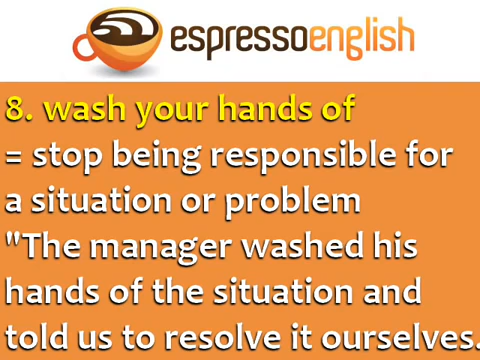 espressoenglish
8. wash your hands of
= stop being responsible for
a situation or problem
"The manager washed his
hands of the situation and
told us to resolve it ourselves.